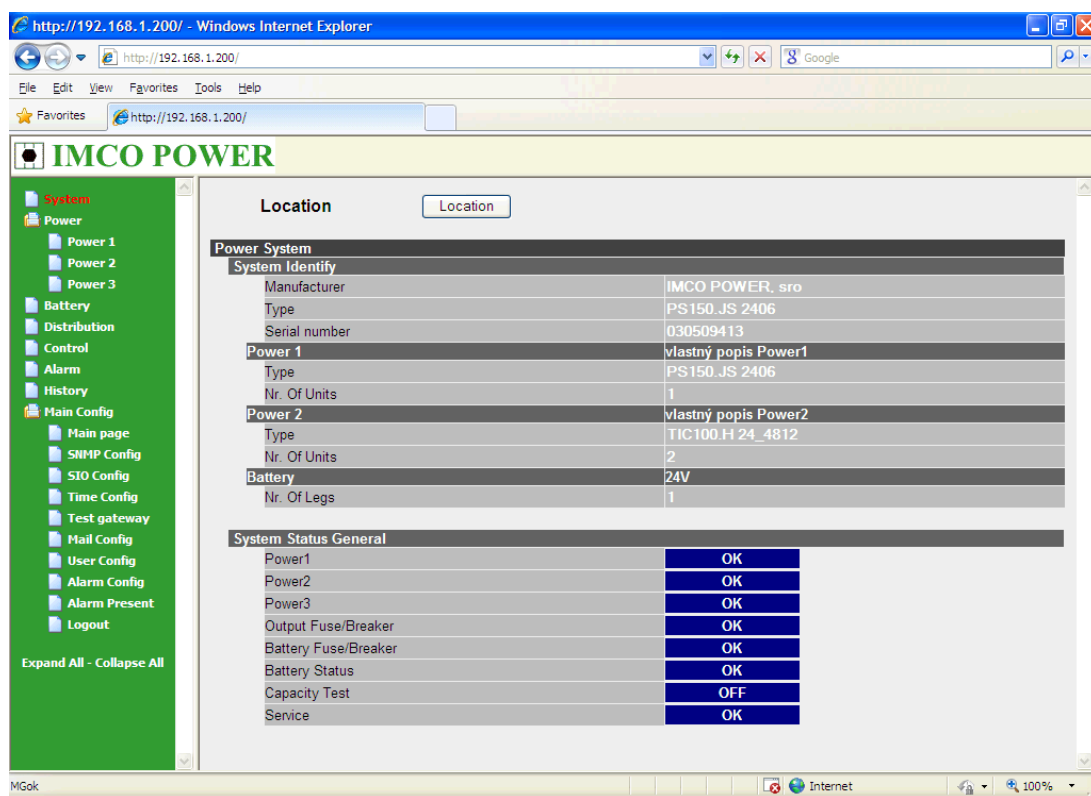 http://192.168.1.200/ - Windows Internet Explorer
http://192.168.1.200/
Google
File Edit View Favorites Tools Help
Favorites
http://192.168.1.200/
IMCO POWER
System
Power
Power 1
Power 2
Power 3
Battery
Distribution
Control
Alarm
History
Main Config
Main page
SNMP Config
SIO Config
Time Config
Test gateway
Mail Config
User Config
Alarm Config
Alarm Present
Logout
Expand All - Collapse All
Location Location
Power System
System Identify
Manufacturer IMCO POWER, sro
Type PS150.JS 2406
Serial number 030509413
Power 1 vlastný popis Power1
Type PS150.JS 2406
Nr. Of Units 1
Power 2 vlastný popis Power2
Type TIC100.H 24_4812
Nr. Of Units 2
Battery 24V
Nr. Of Legs 1
System Status General
Power1 OK
Power2 OK
Power3 OK
Output Fuse/Breaker OK
Battery Fuse/Breaker OK
Battery Status OK
Capacity Test OFF
Service OK
MGok Internet 100%